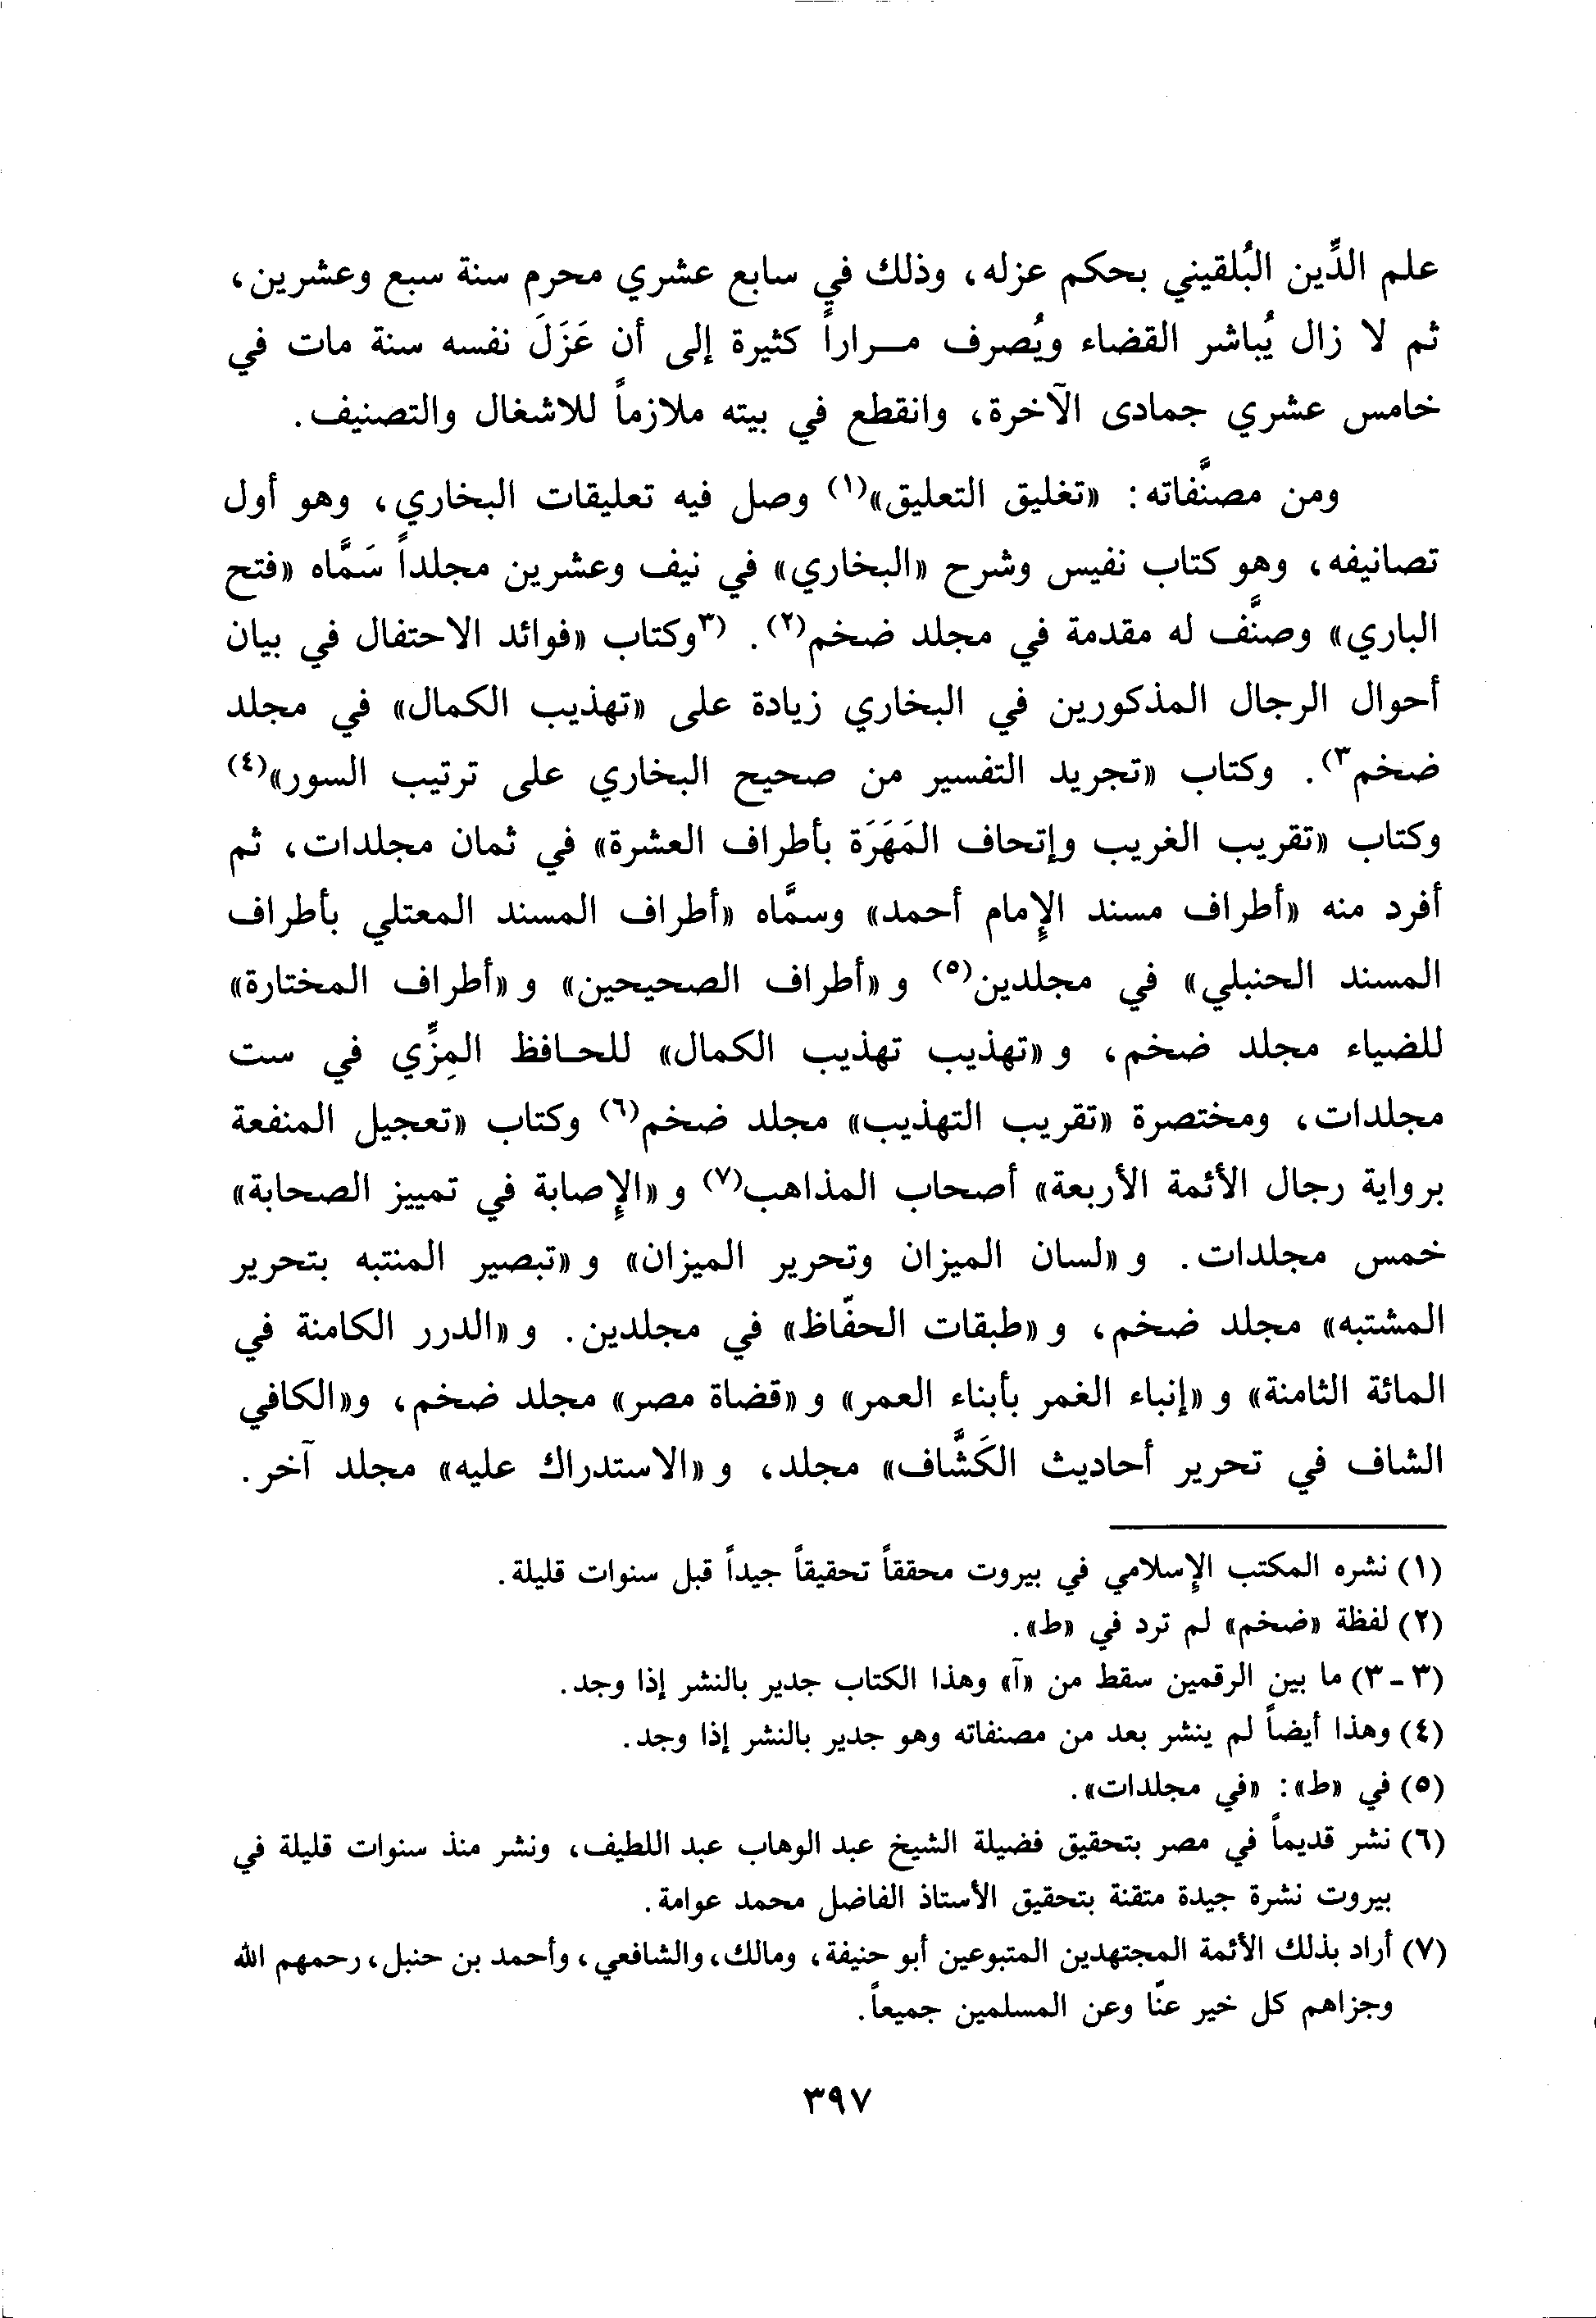 علم الدِّين البُلقيني بحكم عزله، وذلك في سابع عشري محرم سنة سبع وعشرين،
ثم لا زال يُباشر القضاء ويُصرف مراراً كثيرة إلى أن عَزَلَ نفسه سنة مات في
خامس عشري جمادى الآخرة، وانقطع في بيته ملازماً للاشغال والتصنيف.
ومن مصنَّفاته: «تغليق التعليق»(١) وصل فيه تعليقات البخاري، وهو أول
تصانيفه، وهو كتاب نفيس وشرح «البخاري» في نيف وعشرين مجلداً سَمَّاه «فتح
الباري» وصنَّف له مقدمة في مجلد ضخم(٢). (٣وكتاب «فوائد الاحتفال في بيان
أحوال الرجال المذكورين في البخاري زيادة على «تهذيب الكمال» في مجلد
ضخم٣). وكتاب «تجريد التفسير من صحيح البخاري على ترتيب السور»(٤)
وكتاب «تقريب الغريب وإتحاف المَهَرَة بأطراف العشرة» في ثمان مجلدات، ثم
أفرد منه «أطراف مسند الإمام أحمد» وسمَّاه «أطراف المسند المعتلي بأطراف
المسند الحنبلي» في مجلدين(٥) و «أطراف الصحيحين» و «أطراف المختارة»
للضياء مجلد ضخم، و «تهذيب تهذيب الكمال» للحافظ المِزِّي في ست
مجلدات، ومختصرة «تقريب التهذيب» مجلد ضخم(٦) وكتاب «تعجيل المنفعة
برواية رجال الأئمة الأربعة» أصحاب المذاهب(٧) و «الإصابة في تمييز الصحابة»
خمس مجلدات. و «لسان الميزان وتحرير الميزان» و «تبصير المنتبه بتحرير
المشتبه» مجلد ضخم، و «طبقات الحفّاظ» في مجلدين. و «الدرر الكامنة في
المائة الثامنة» و «إنباء الغمر بأبناء العمر» و «قضاة مصر» مجلد ضخم، و«الكافي
الشاف في تحرير أحاديث الكَشَّاف» مجلد، و «الاستدراك عليه» مجلد آخر.
(١) نشره المكتب الإسلامي في بيروت محققاً تحقيقاً جيداً قبل سنوات قليلة.
(٢) لفظة «ضخم» لم ترد في «ط».
(٣ - ٣) ما بين الرقمين سقط من «آ» وهذا الكتاب جدير بالنشر إذا وجد.
(٤) وهذا أيضاً لم ينشر بعد من مصنفاته وهو جدير بالنشر إذا وجد.
(٥) في «ط»: «في مجلدات».
(٦) نشر قديماً في مصر بتحقيق فضيلة الشيخ عبد الوهاب عبد اللطيف، ونشر منذ سنوات قليلة في
بيروت نشرة جيدة متقنة بتحقيق الأستاذ الفاضل محمد عوامة.
(٧) أراد بذلك الأئمة المجتهدين المتبوعين أبو حنيفة، ومالك، والشافعي، وأحمد بن حنبل، رحمهم الله
وجزاهم كل خير عنّا وعن المسلمين جميعاً.
٣٩٧